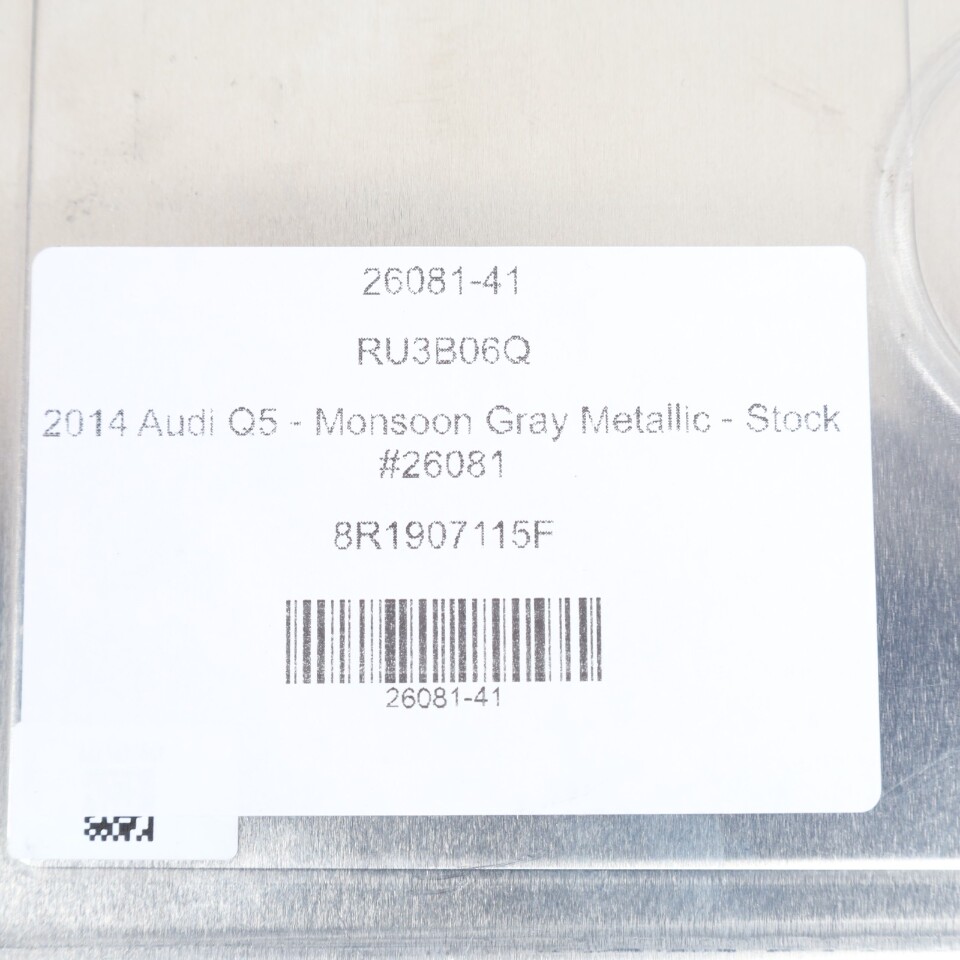 26081-41
RU3B06Q
2014 Audi Q5 - Monsoon Gray Metallic - Stock
#26081
8R1907115F
26081-41